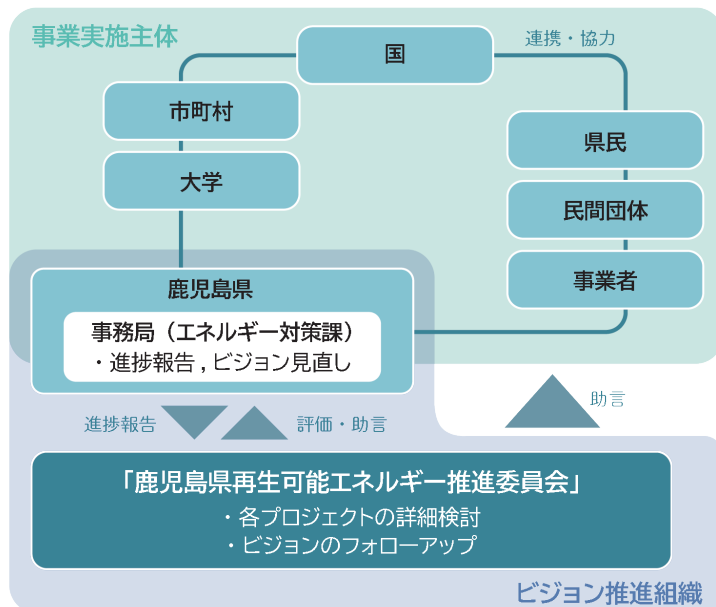 事業実施主体
国
連携・協力
市町村
大学
県民
民間団体
事業者
鹿児島県
事務局（エネルギー対策課）
・進捗報告，ビジョン見直し
進捗報告
評価・助言
助言
「鹿児島県再生可能エネルギー推進委員会」
・各プロジェクトの詳細検討
・ビジョンのフォローアップ
ビジョン推進組織